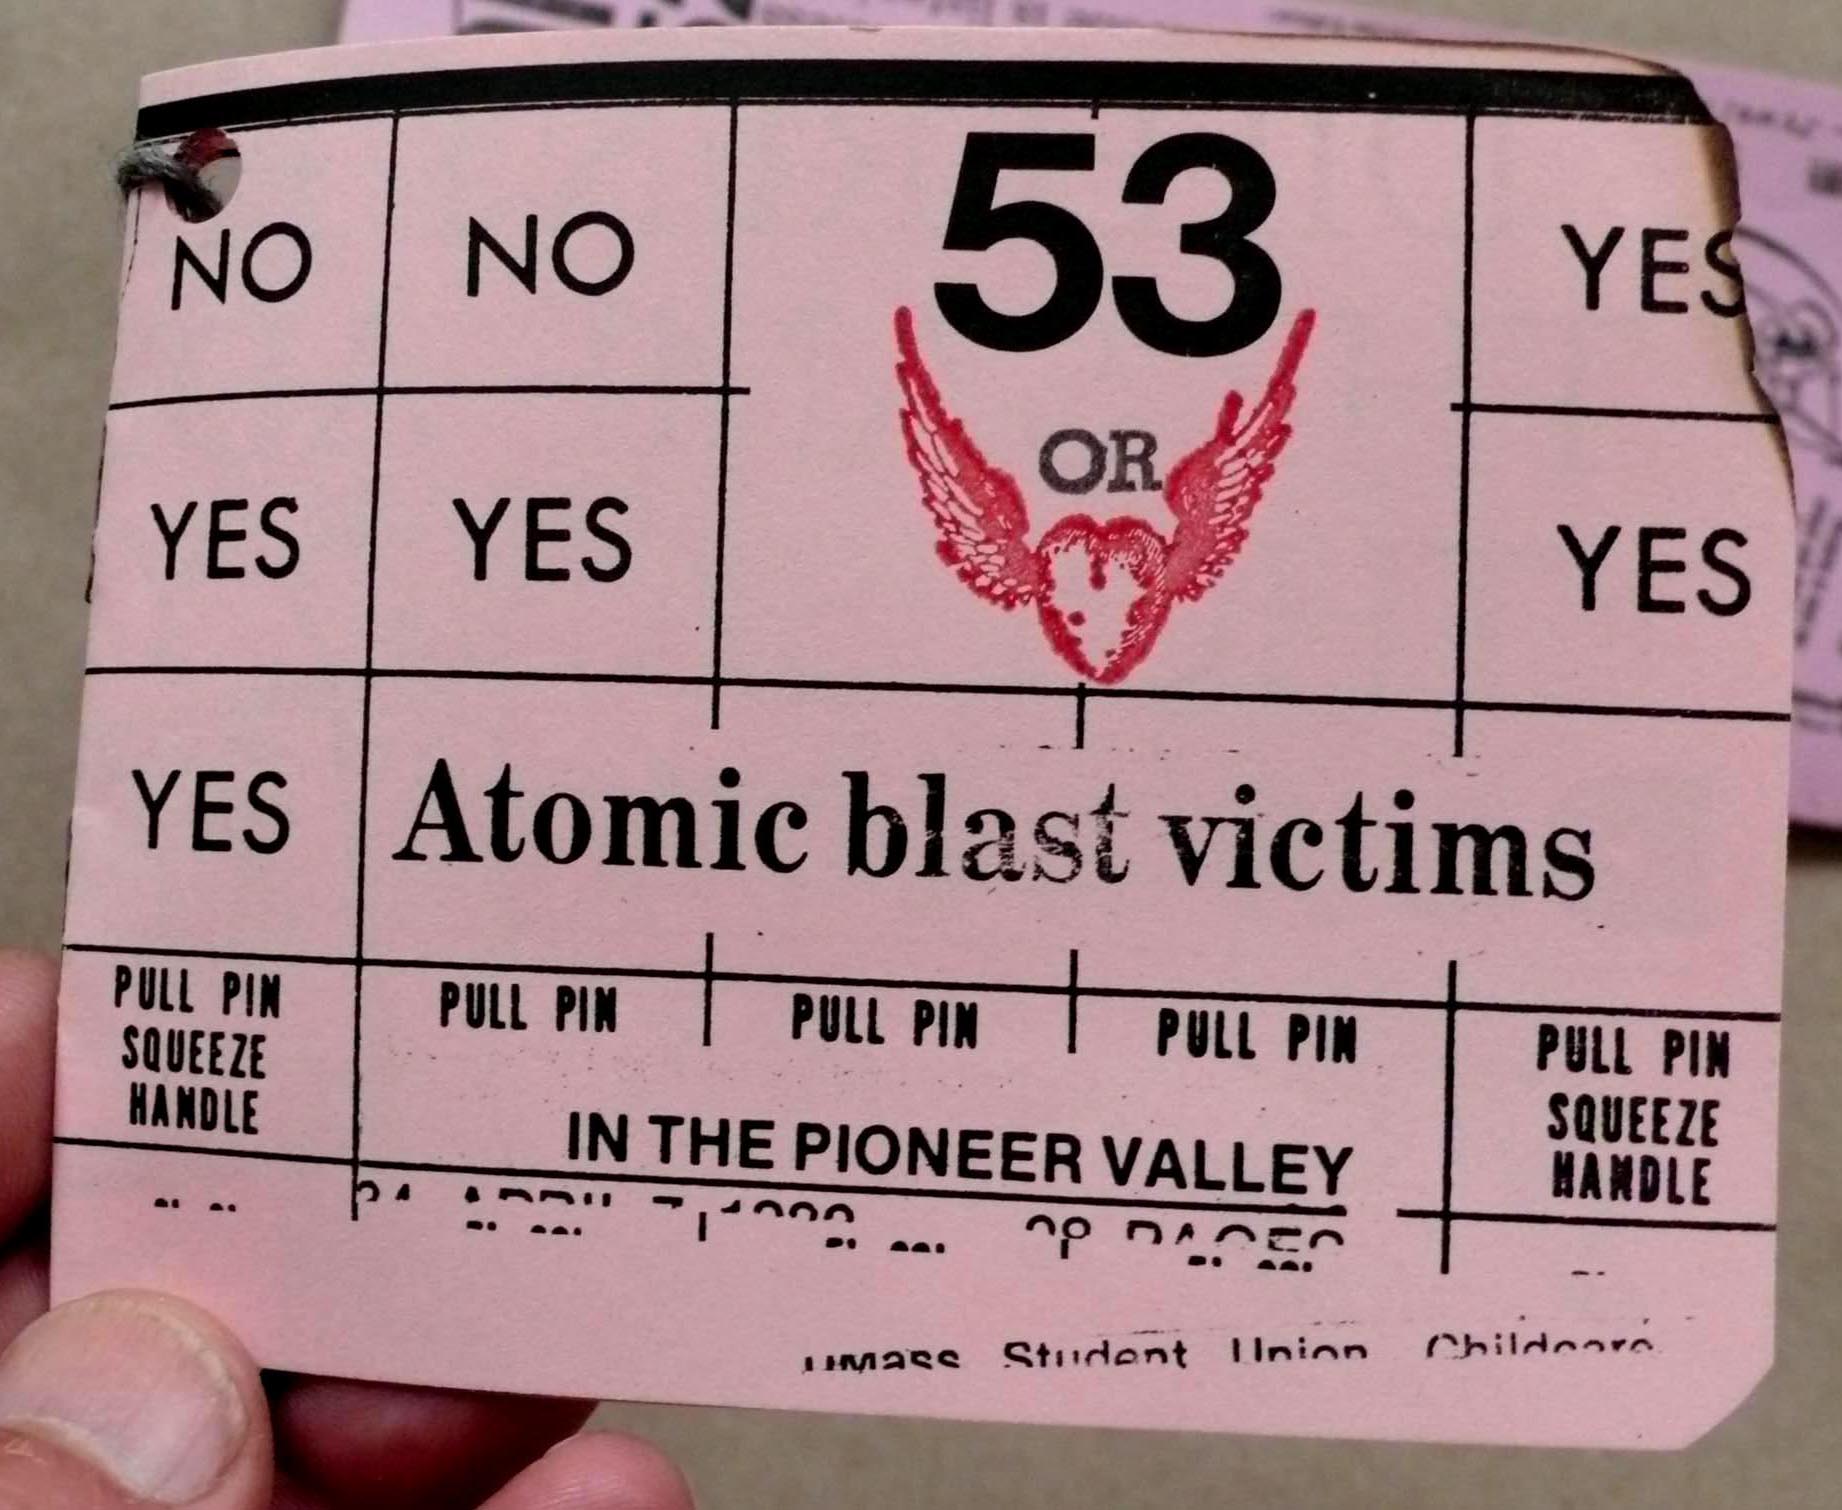 NO NO 53 YES
YES YES OR YES
YES Atomic blast victims
PULL PIN PULL PIN PULL PIN PULL PIN PULL PIN
SQUEEZE SQUEEZE
HANDLE HANDLE
IN THE PIONEER VALLEY
UMass Student Union Childcare